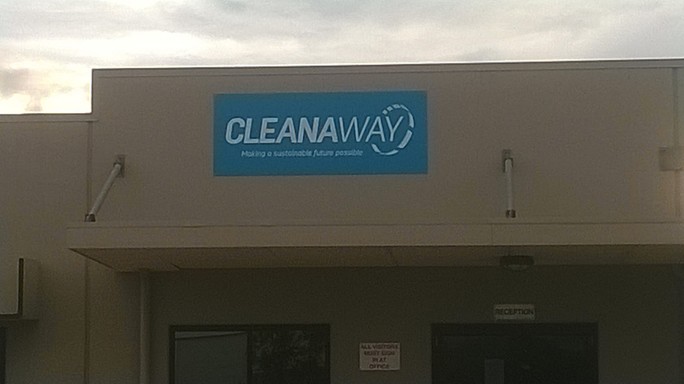 CLEANAWAY
Making a sustainable future possible
RECEPTION
ALL VISITORS
MUST SIGN
IN AT
OFFICE